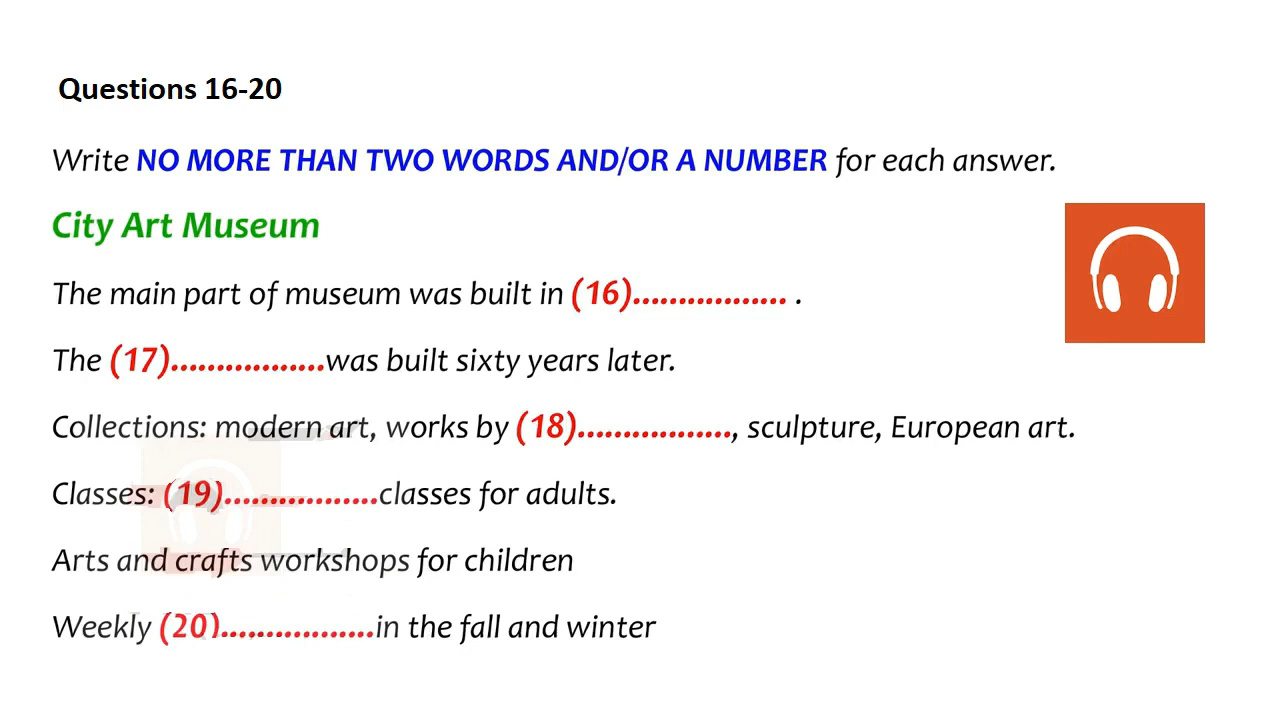 Questions 16-20
Write NO MORE THAN TWO WORDS AND/OR A NUMBER for each answer.
City Art Museum
The main part of museum was built in (16)................. .
The (17).................was built sixty years later.
Collections: modern art, works by (18)................., sculpture, European art.
Classes: (19).................classes for adults.
Arts and crafts workshops for children
Weekly (20).................in the fall and winter